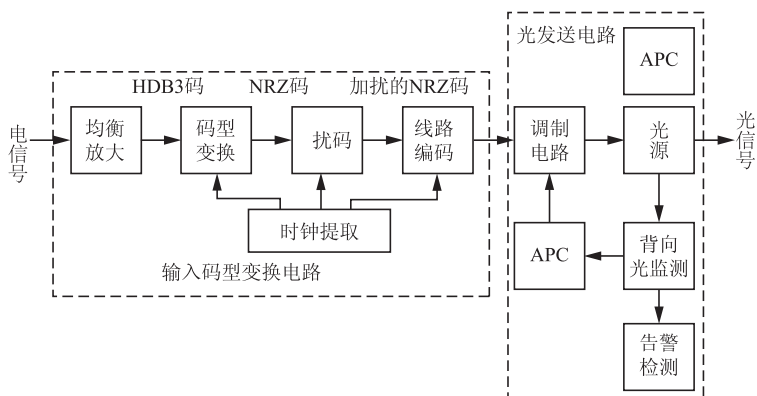 光发送电路
APC
HDB3码
NRZ码
加扰的NRZ码
电信号
均衡
放大
码型
变换
扰码
线路
编码
调制
电路
光
源
光信号
时钟提取
输入码型变换电路
APC
背向
光监测
告警
检测